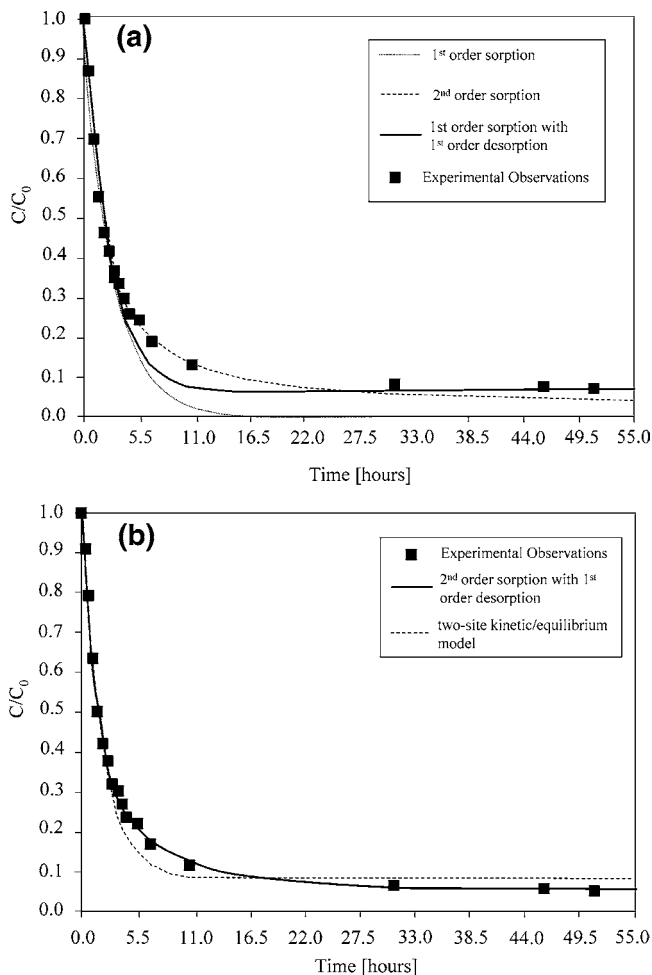 (a)
1st order sorption
2nd order sorption
1st order sorption with
1st order desorption
Experimental Observations
C/C0
1.0
0.9
0.8
0.7
0.6
0.5
0.4
0.3
0.2
0.1
0.0
0.0 5.5 11.0 16.5 22.0 27.5 33.0 38.5 44.0 49.5 55.0
Time [hours]
(b)
Experimental Observations
2nd order sorption with 1st
order desorption
two-site kinetic/equilibrium
model
C/C0
1.0
0.9
0.8
0.7
0.6
0.5
0.4
0.3
0.2
0.1
0.0
0.0 5.5 11.0 16.5 22.0 27.5 33.0 38.5 44.0 49.5 55.0
Time [hours]